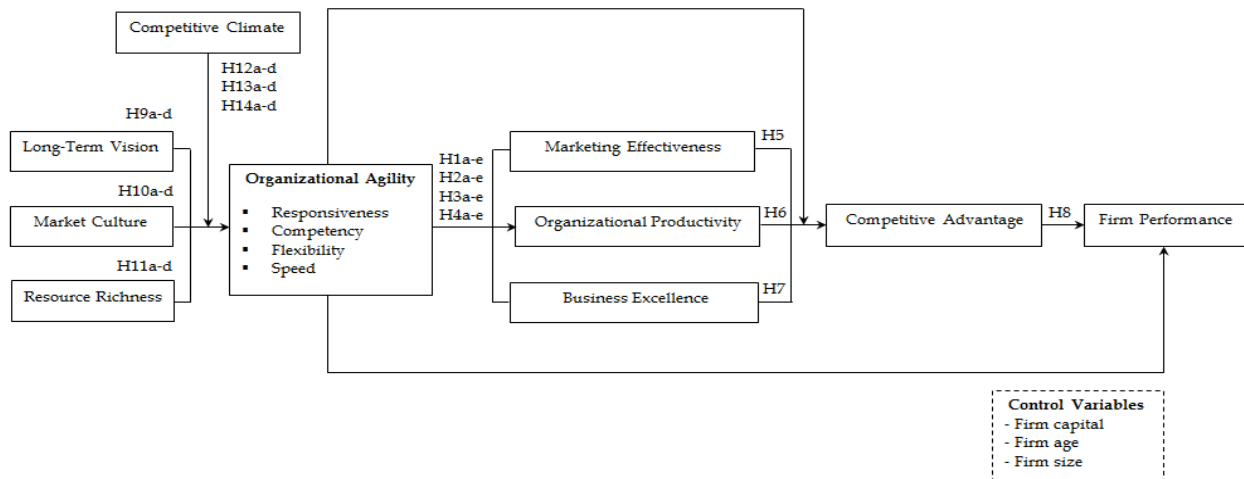 Competitive Climate
H12a-d
H13a-d
H14a-d
H9a-d
Long-Term Vision
H10a-d
Market Culture
H11a-d
Resource Richness
Organizational Agility
▪ Responsiveness
▪ Competency
▪ Flexibility
▪ Speed
H1a-e
H2a-e
H3a-e
H4a-e
Marketing Effectiveness
H5
Organizational Productivity
H6
Business Excellence
H7
Competitive Advantage
H8
Firm Performance
Control Variables
- Firm capital
- Firm age
- Firm size